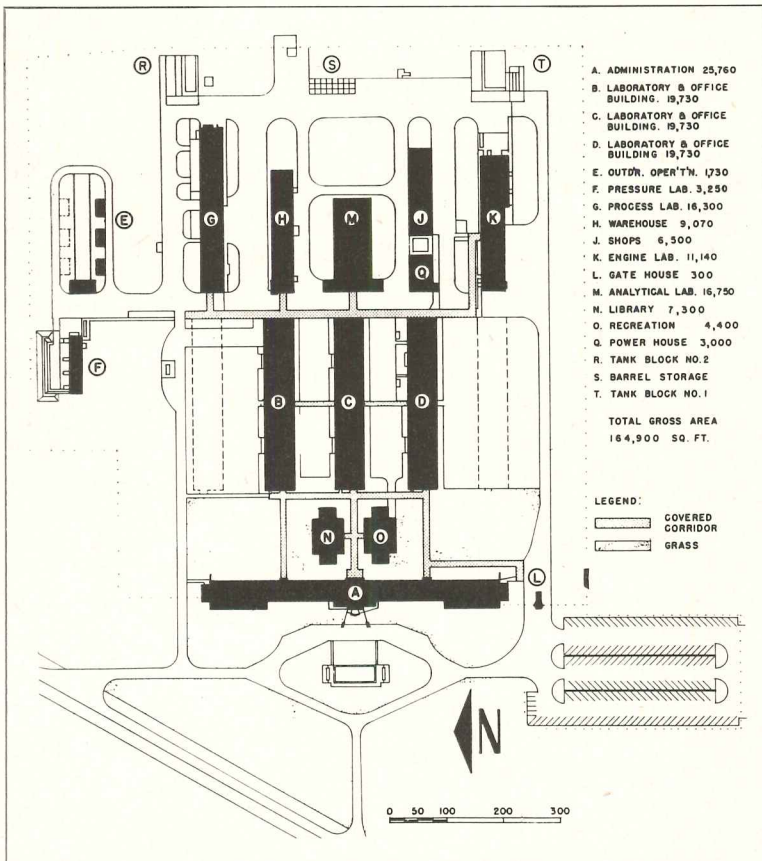 R
S
T
E
G
H
M
J
K
Q
F
B
C
D
N
O
L
A
N
0 50 100 200 300
A. ADMINISTRATION 25,760
B. LABORATORY & OFFICE
BUILDING. 19,730
C. LABORATORY & OFFICE
BUILDING. 19,730
D. LABORATORY & OFFICE
BUILDING 19,730
E. OUTD'R. OPER'T'N. 1,730
F. PRESSURE LAB. 3,250
G. PROCESS LAB. 16,300
H. WAREHOUSE 9,070
J. SHOPS 6,500
K. ENGINE LAB. 11,140
L. GATE HOUSE 300
M. ANALYTICAL LAB. 16,750
N. LIBRARY 7,300
O. RECREATION 4,400
Q. POWER HOUSE 3,000
R. TANK BLOCK NO. 2
S. BARREL STORAGE
T. TANK BLOCK NO. 1
TOTAL GROSS AREA
164,900 SQ. FT.
LEGEND:
COVERED
CORRIDOR
GRASS